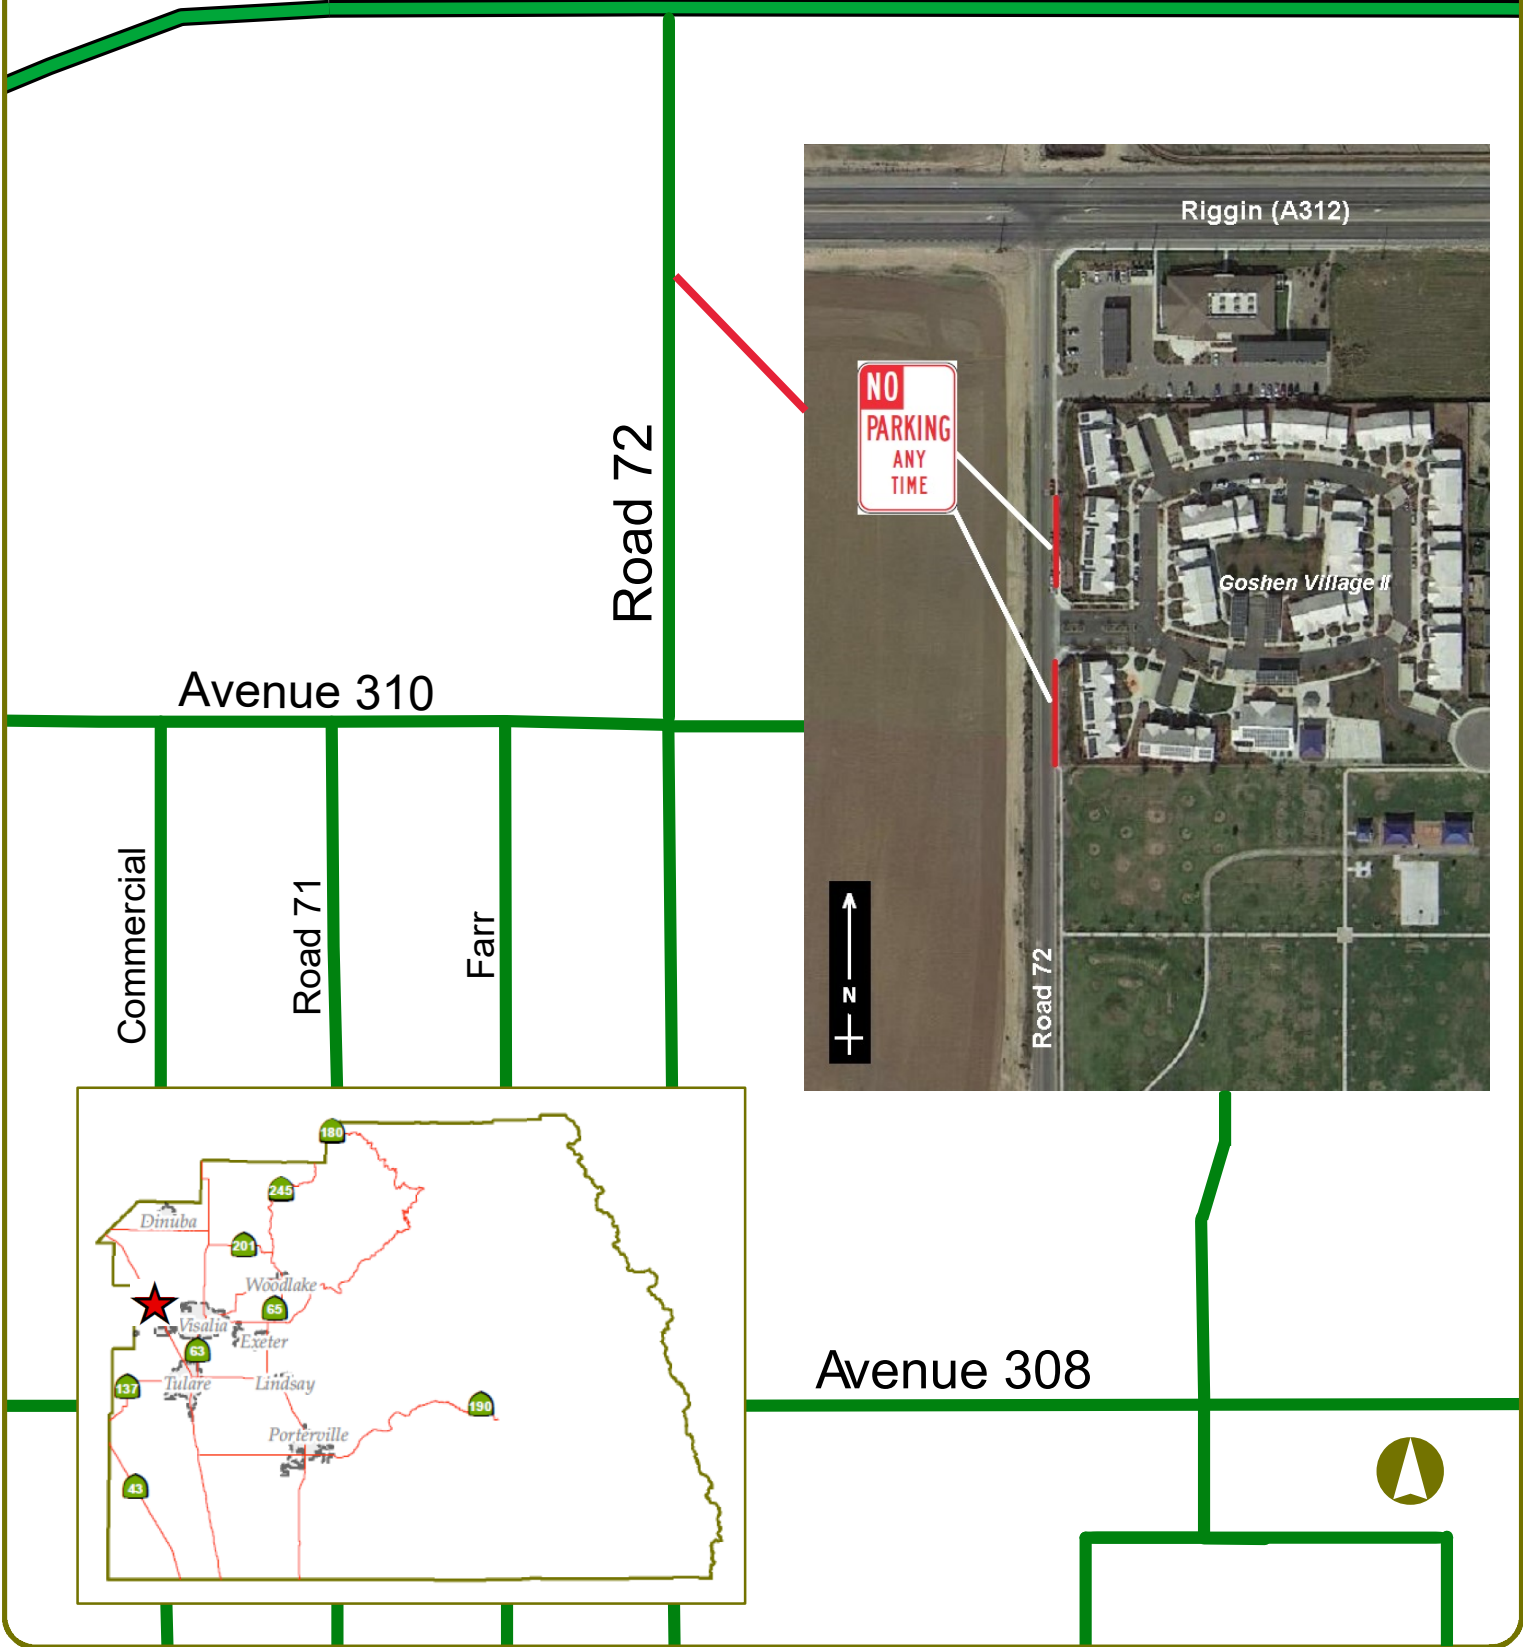 Riggin (A312)
NO
PARKING
ANY
TIME
Road 72
Goshen Village II
Avenue 310
Commercial
Road 71
Farr
Road 72
N
180
245
Dinuba
201
Woodlake
65
Visalia
Exeter
63
Tulare
Lindsay
137
190
Porterville
43
Avenue 308